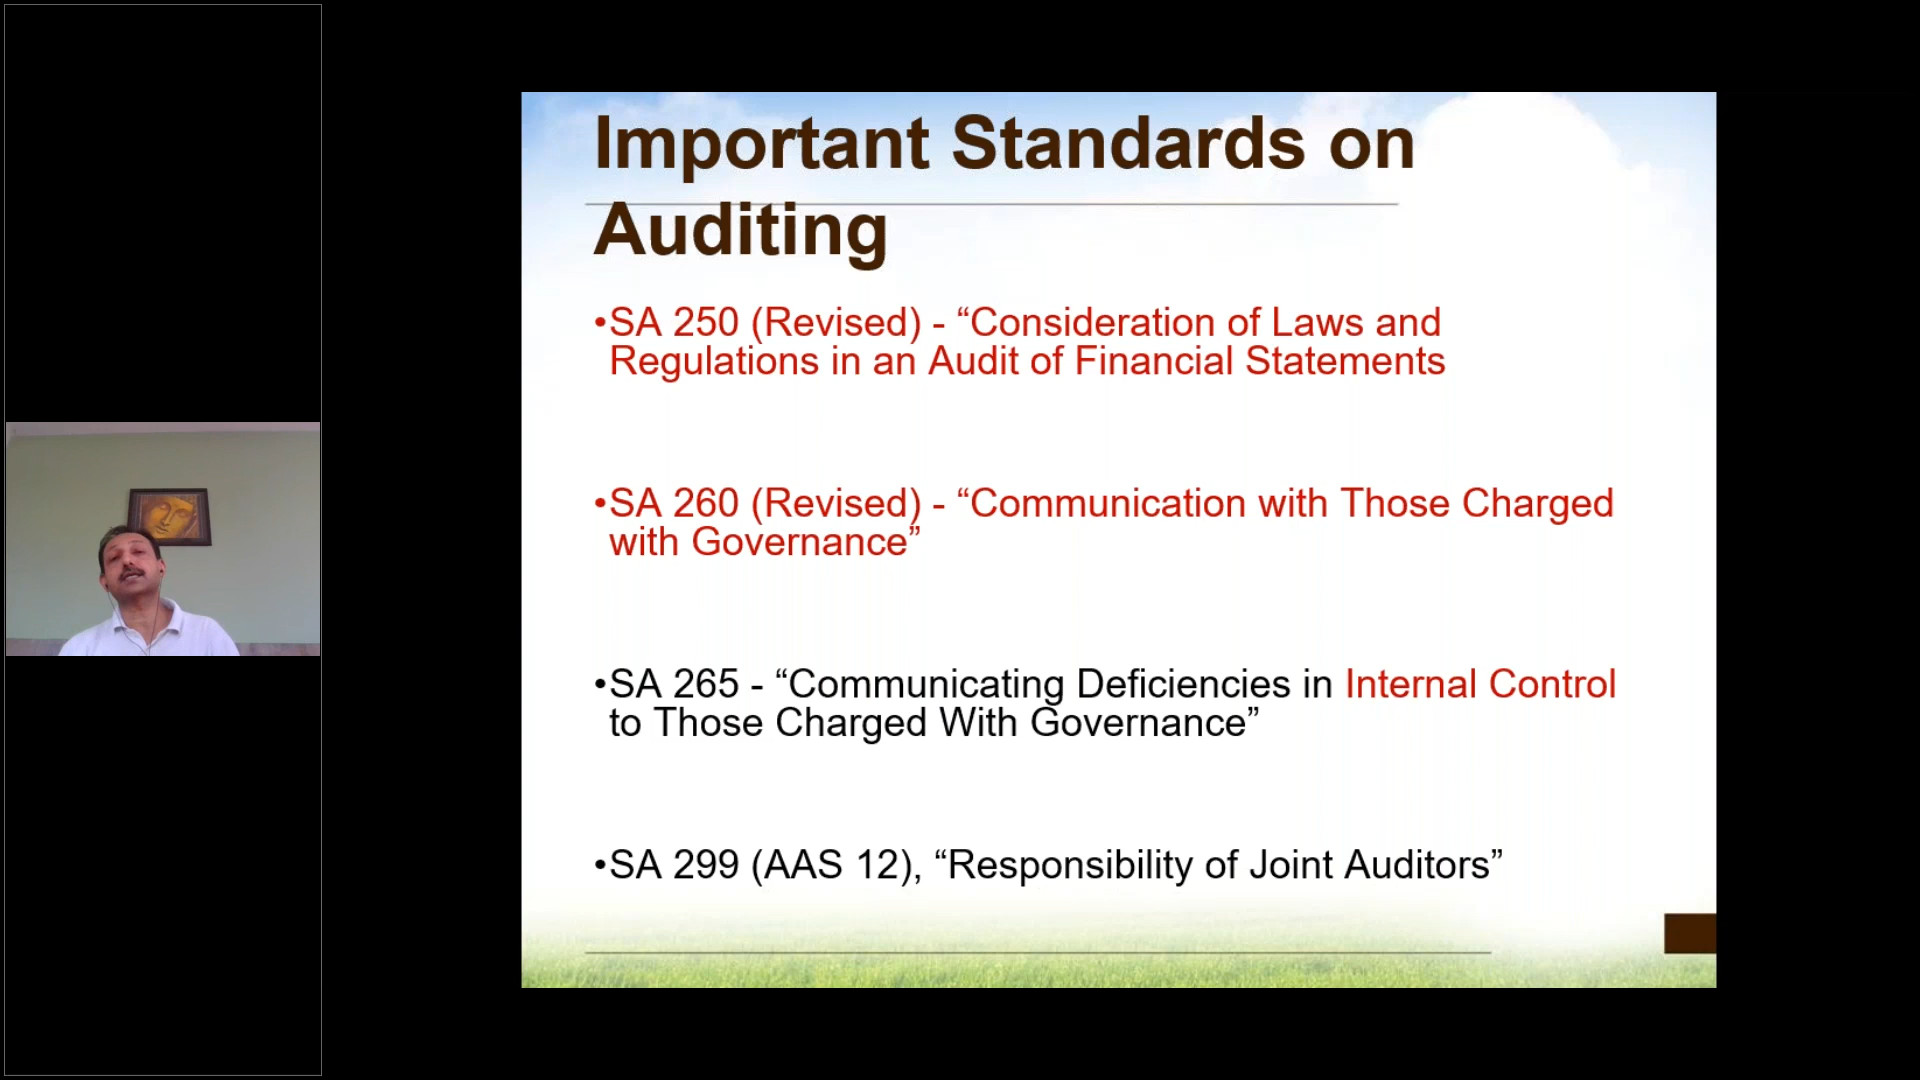 Important Standards on
Auditing
•SA 250 (Revised) - “Consideration of Laws and
Regulations in an Audit of Financial Statements
•SA 260 (Revised) - “Communication with Those Charged
with Governance”
•SA 265 - “Communicating Deficiencies in Internal Control
to Those Charged With Governance”
•SA 299 (AAS 12), “Responsibility of Joint Auditors”